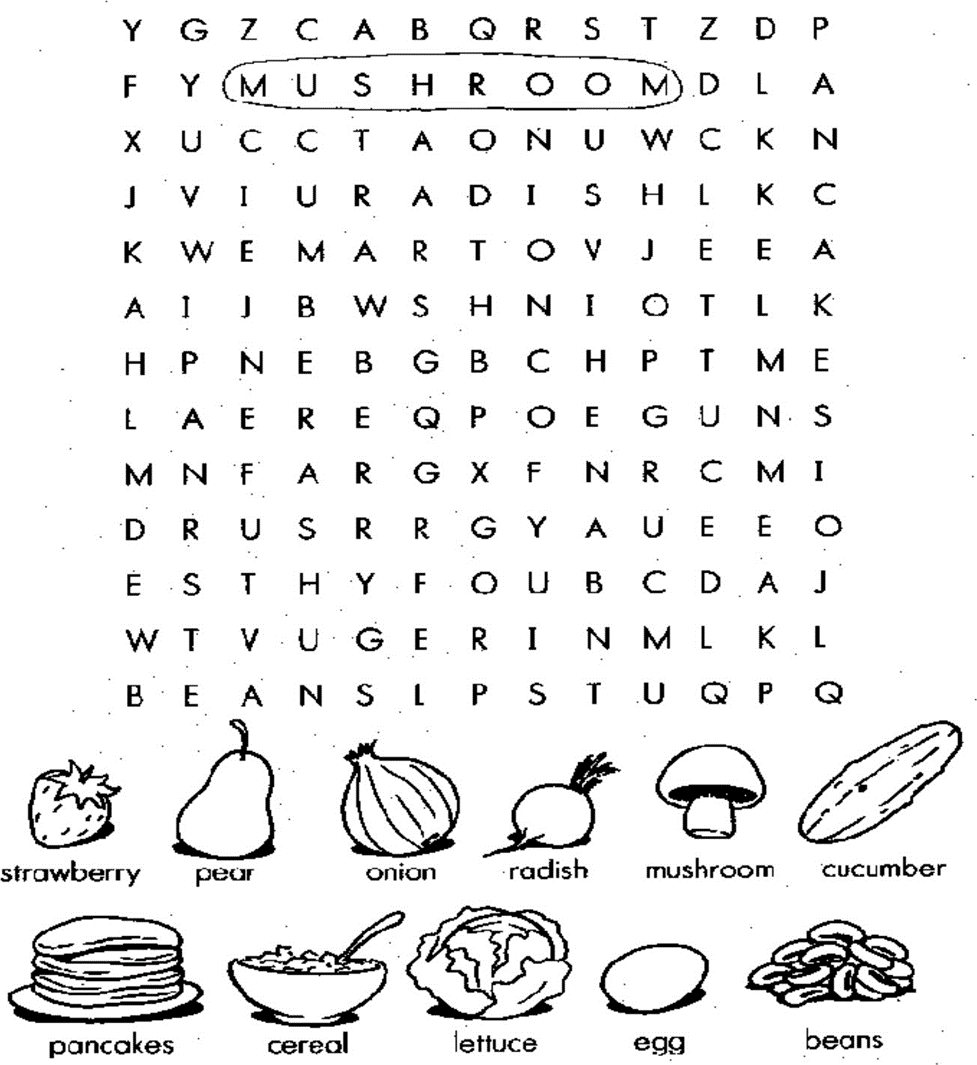 Y G Z C A B Q R S T Z D P
F Y M U S H R O O M D L A
X U C C T A O N U W C K N
J V I U R A D I S H L K C
K W E M A R T O V J E E A
A I J B W S H N I O T L K
H P N E B G B C H P T M E
L A E R E Q P O E G U N S
M N F A R G X F N R C M I
D R U S R R G Y A U E E O
E S T H Y F O U B C D A J
W T V U G E R I N M L K L
B E A N S L P S T U Q P Q
strawberry pear onion radish mushroom cucumber
pancakes cereal lettuce egg beans